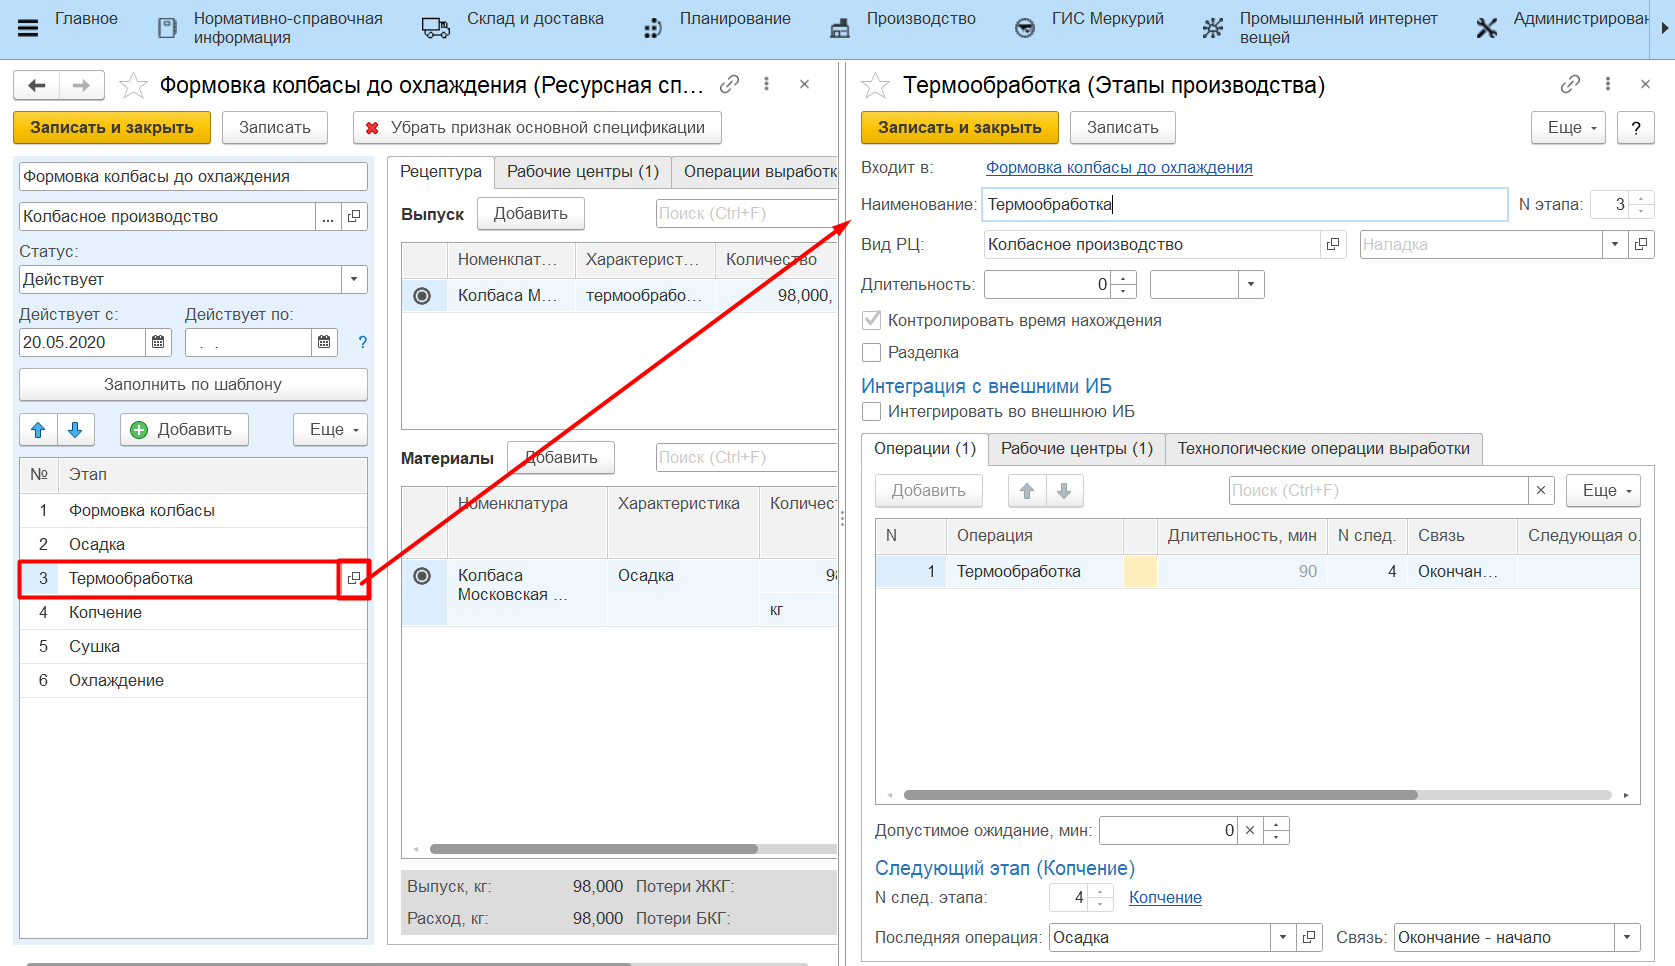 Главное
Нормативно-справочная
информация
Склад и доставка
Планирование
Производство
ГИС Меркурий
Промышленный интернет
вещей
Администрирован
Формовка колбасы до охлаждения (Ресурсная сп...
Записать и закрыть
Записать
Убрать признак основной спецификации
Формовка колбасы до охлаждения
Колбасное производство
...
Статус:
Действует
Действует с:
Действует по:
20.05.2020
. .
?
Заполнить по шаблону
Добавить
Еще
№ Этап
1 Формовка колбасы
2 Осадка
3 Термообработка
4 Копчение
5 Сушка
6 Охлаждение
Рецептура
Рабочие центры (1)
Операции выработк
Выпуск
Добавить
Поиск (Ctrl+F)
Номенклат... Характерист... Количество
Колбаса М... термообрабо... 98,000,
Материалы
Добавить
Поиск (Ctrl+F)
Номенклатура Характеристика Количест
Колбаса
Московская ...
Осадка
98
кг
Выпуск, кг: 98,000 Потери ЖКГ:
Расход, кг: 98,000 Потери БКГ:
Термообработка (Этапы производства)
Записать и закрыть
Записать
Еще
?
Входит в: Формовка колбасы до охлаждения
Наименование: Термообработка N этапа: 3
Вид РЦ: Колбасное производство Наладка
Длительность: 0
Контролировать время нахождения
Разделка
Интеграция с внешними ИБ
Интегрировать во внешнюю ИБ
Операции (1)
Рабочие центры (1)
Технологические операции выработки
Добавить
Поиск (Ctrl+F)
Еще
N Операция Длительность, мин N след. Связь Следующая о.
1 Термообработка 90 4 Окончан...
Допустимое ожидание, мин: 0
Следующий этап (Копчение)
N след. этапа: 4 Копчение
Последняя операция: Осадка Связь: Окончание - начало